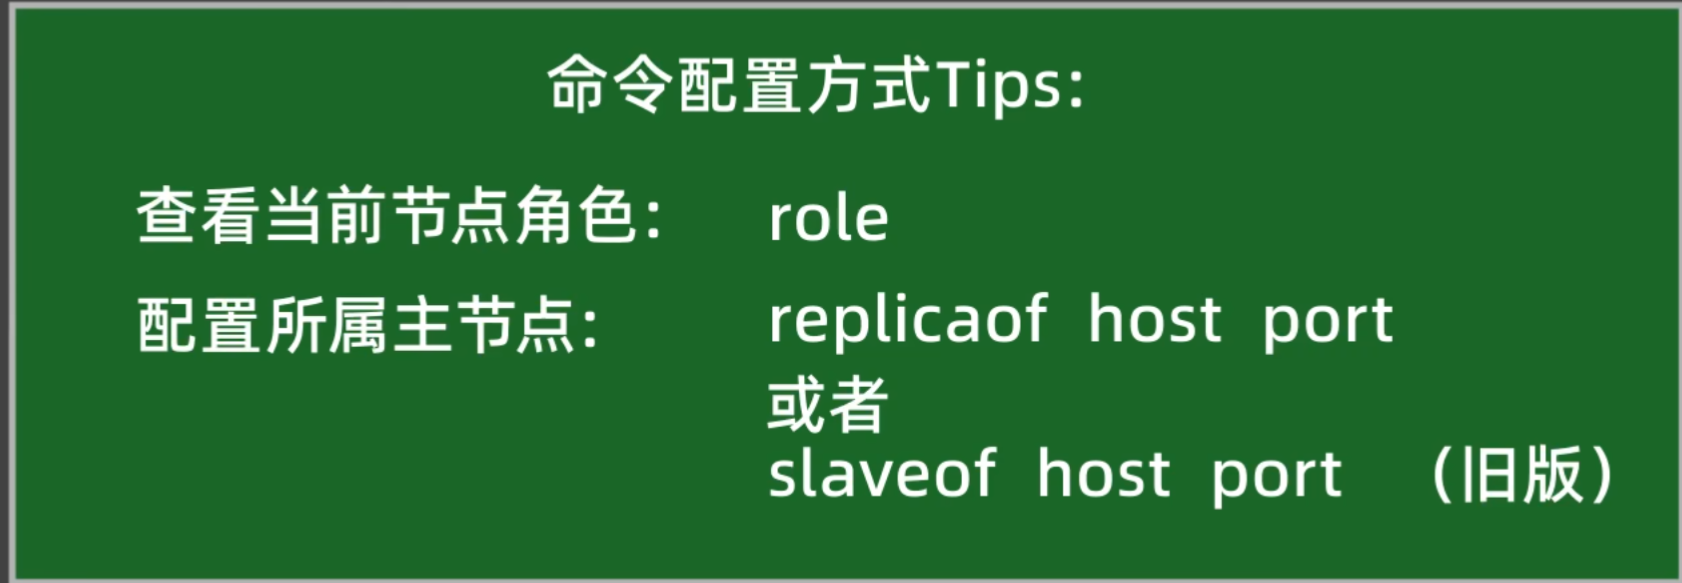 命令配置方式Tips：
查看当前节点角色： role
配置所属主节点： replicaof host port
或者
slaveof host port （旧版）